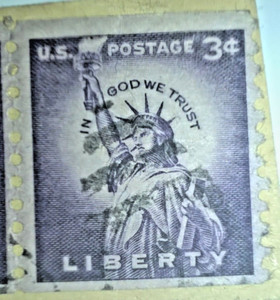 U.S. POSTAGE 3¢
IN GOD WE TRUST
LIBERTY